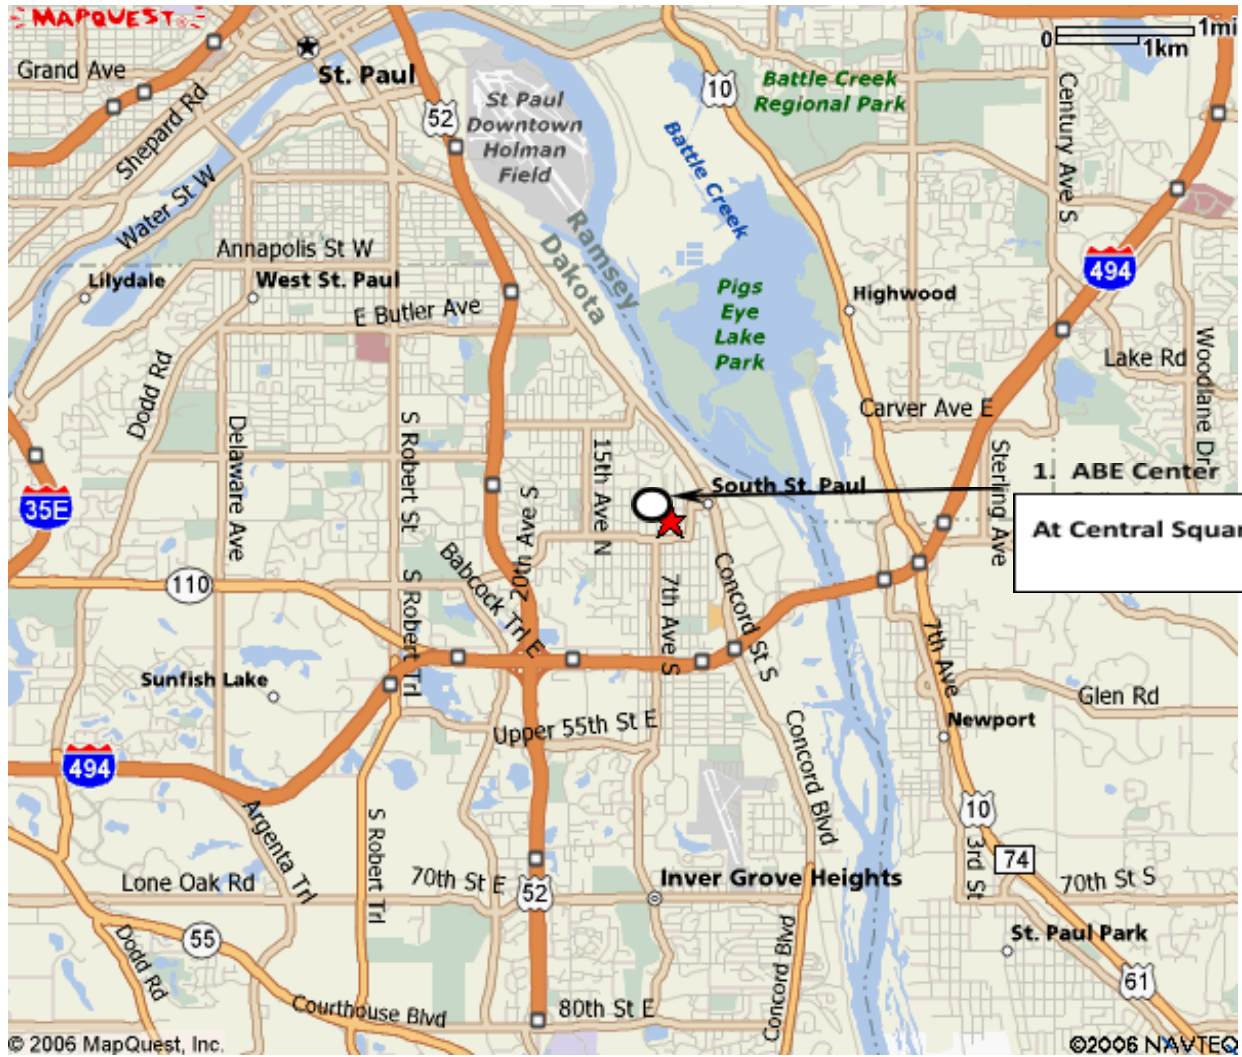 MAPQUEST
0 1mi
1km
Grand Ave
St. Paul
Shepard Rd
52
St Paul
Downtown
Holman
Field
10
Battle Creek
Regional Park
Century Ave S
Battle Creek
Water St W
Annapolis St W
Ramsey
Dakota
494
Lilydale
West St. Paul
Highwood
Pigs
Eye
Lake
Park
E Butler Ave
Lake Rd
Woodlane Dr
Dodd Rd
Carver Ave E
Delaware Ave
S Robert St
15th Ave N
Sterling Ave
1. ABE Center
South St. Paul
35E
20th Ave S
At Central Squar
110
S Robert Trl
Babcock Trl E
7th Ave S
Concord St S
7th Ave
Sunfish Lake
Glen Rd
Upper 55th St E
Newport
494
Concord Blvd
Argenta Trl
S Robert Trl
10
3rd St
74
Lone Oak Rd
70th St E
52
Inver Grove Heights
70th St S
Dodd Rd
55
Concord Blvd
St. Paul Park
61
Courthouse Blvd
80th St E
© 2006 MapQuest, Inc.
©2006 NAVTEQ